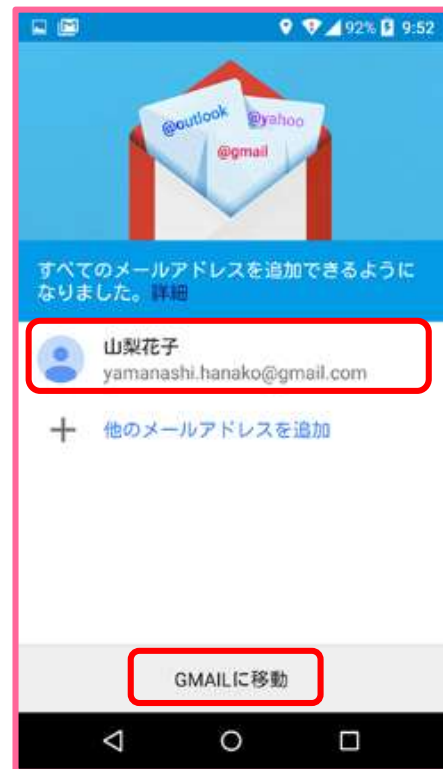 92% 9:52
@outlook
@yahoo
@gmail
すべてのメールアドレスを追加できるように
なりました。詳細
山梨花子
yamanashi.hanako@gmail.com
他のメールアドレスを追加
GMAILに移動